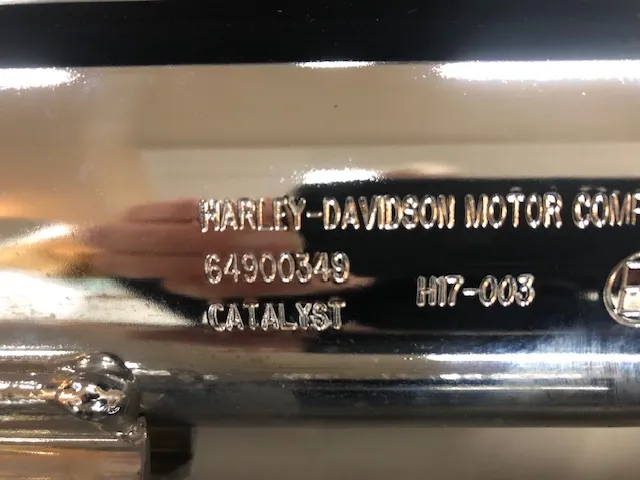 HARLEY-DAVIDSON MOTOR COMP
64900349
H17-003
CATALYST